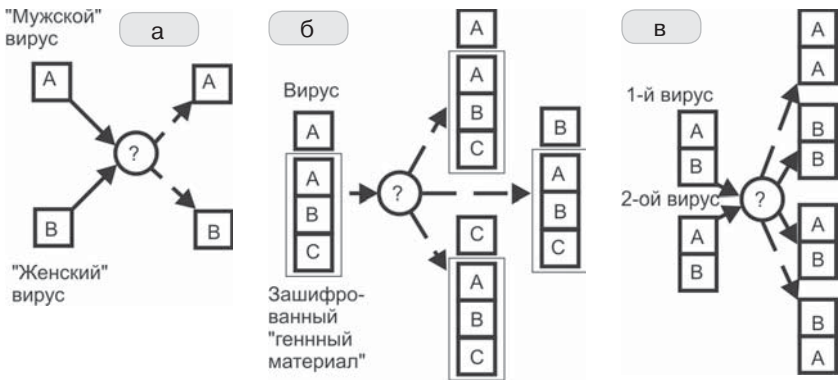 "Мужской"
вирус
а
A
A
?
B
B
"Женский"
вирус
б
Вирус
A
A
B
C
Зашифро-
ванный
"геннный
материал"
?
A
A
B
C
B
A
B
C
C
A
B
C
в
1-й вирус
A
B
2-ой вирус
A
B
?
A
A
B
B
A
B
B
A